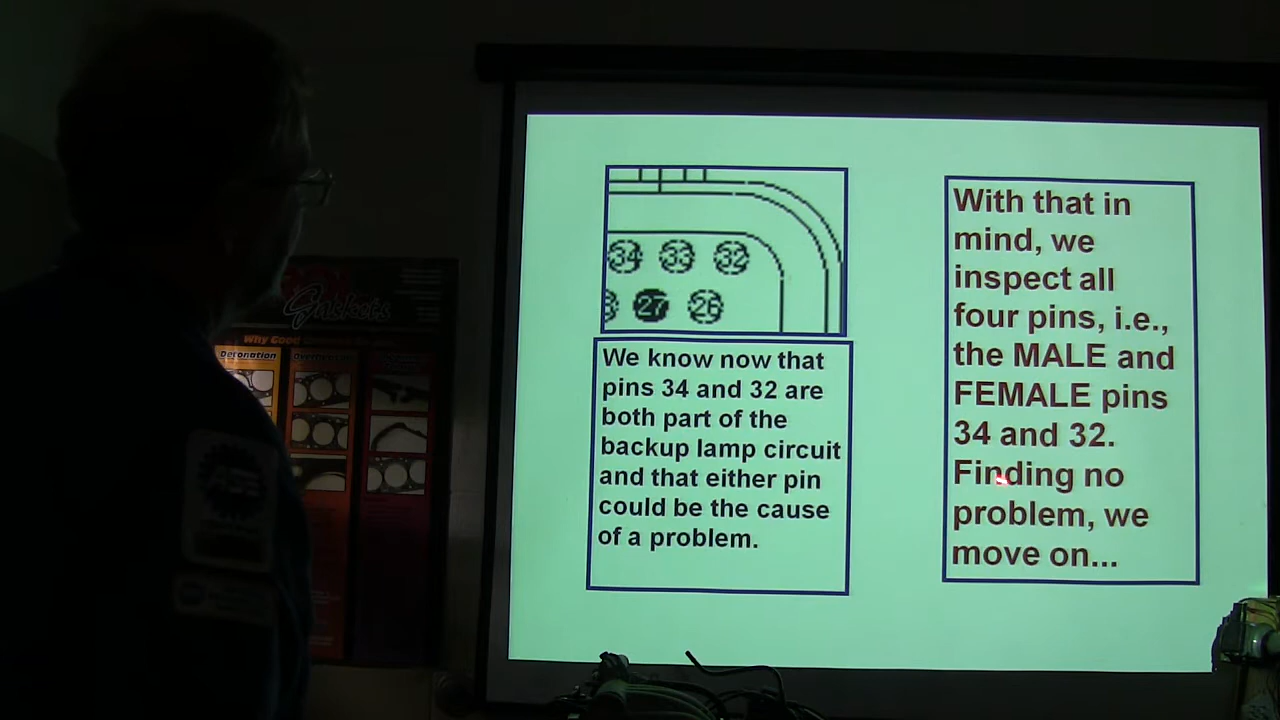 34 33 32
27 26
We know now that
pins 34 and 32 are
both part of the
backup lamp circuit
and that either pin
could be the cause
of a problem.
With that in
mind, we
inspect all
four pins, i.e.,
the MALE and
FEMALE pins
34 and 32.
Finding no
problem, we
move on...
Gaskets
Why Good
Detonation
ASE